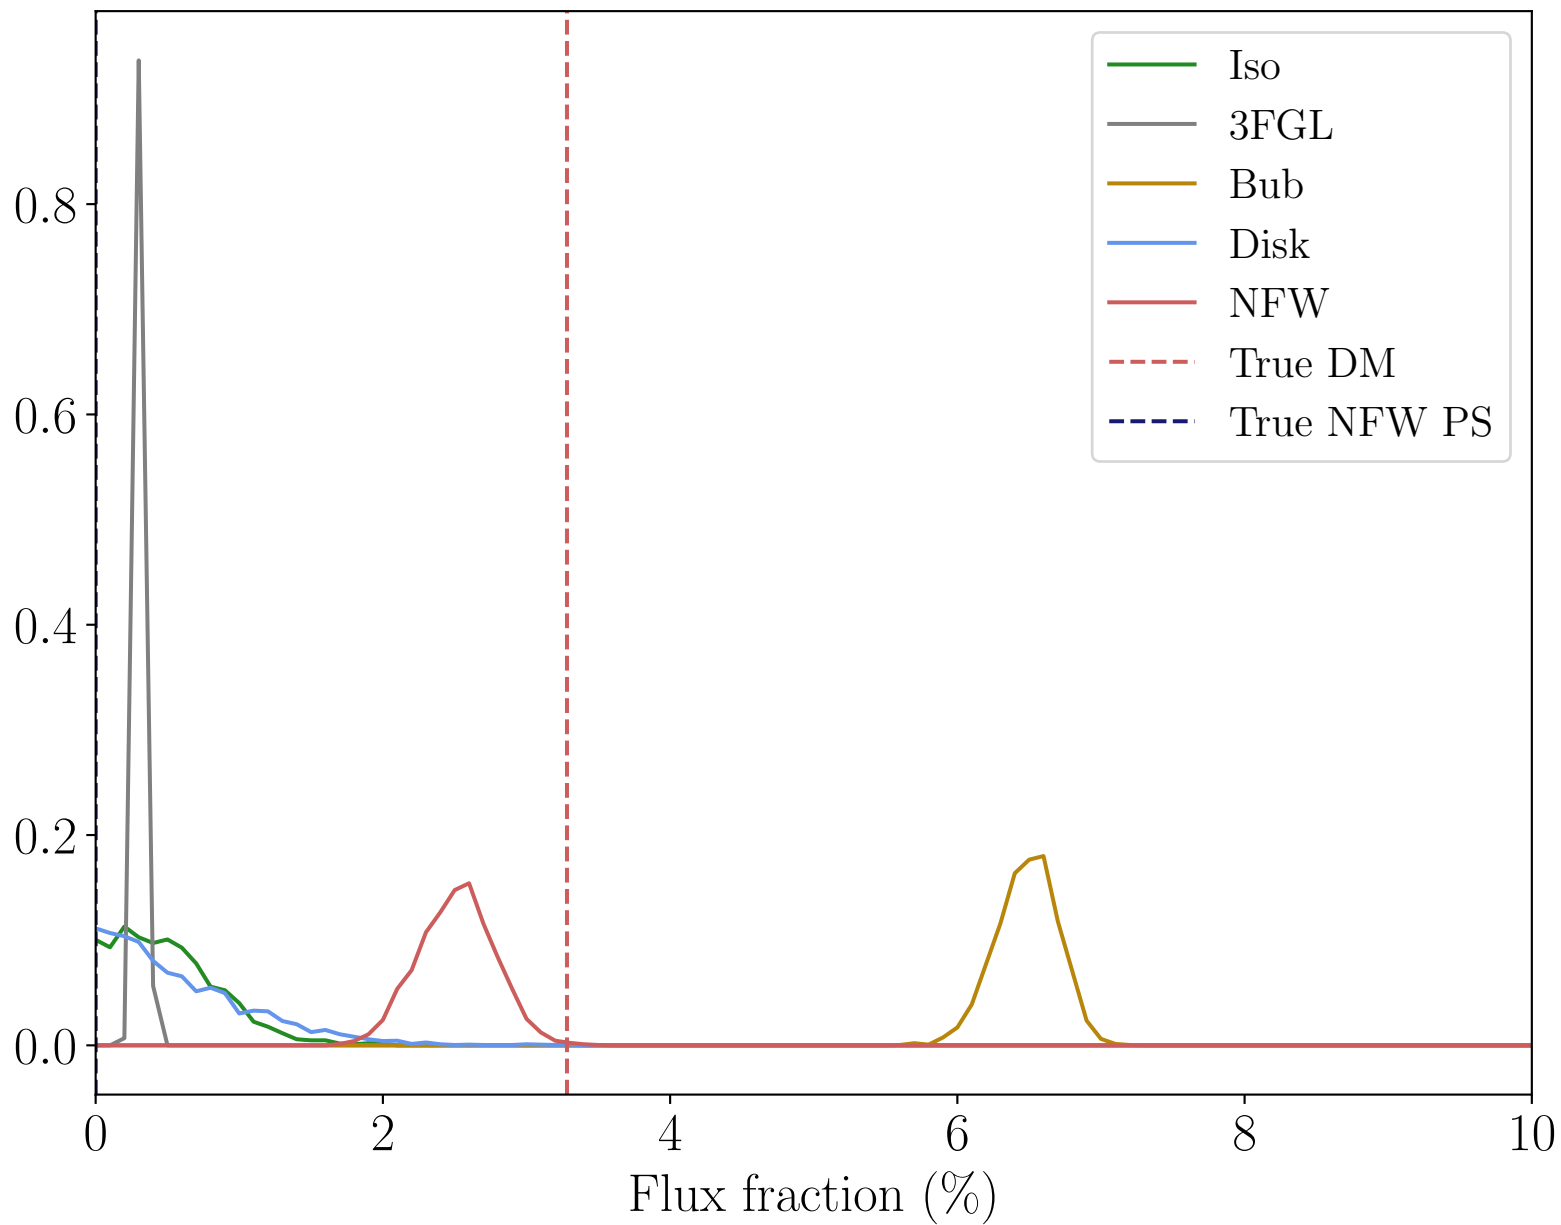 Iso
3FGL
Bub
Disk
NFW
True DM
True NFW PS
0.8
0.6
0.4
0.2
0.0
0 2 4 6 8 10
Flux fraction (%)